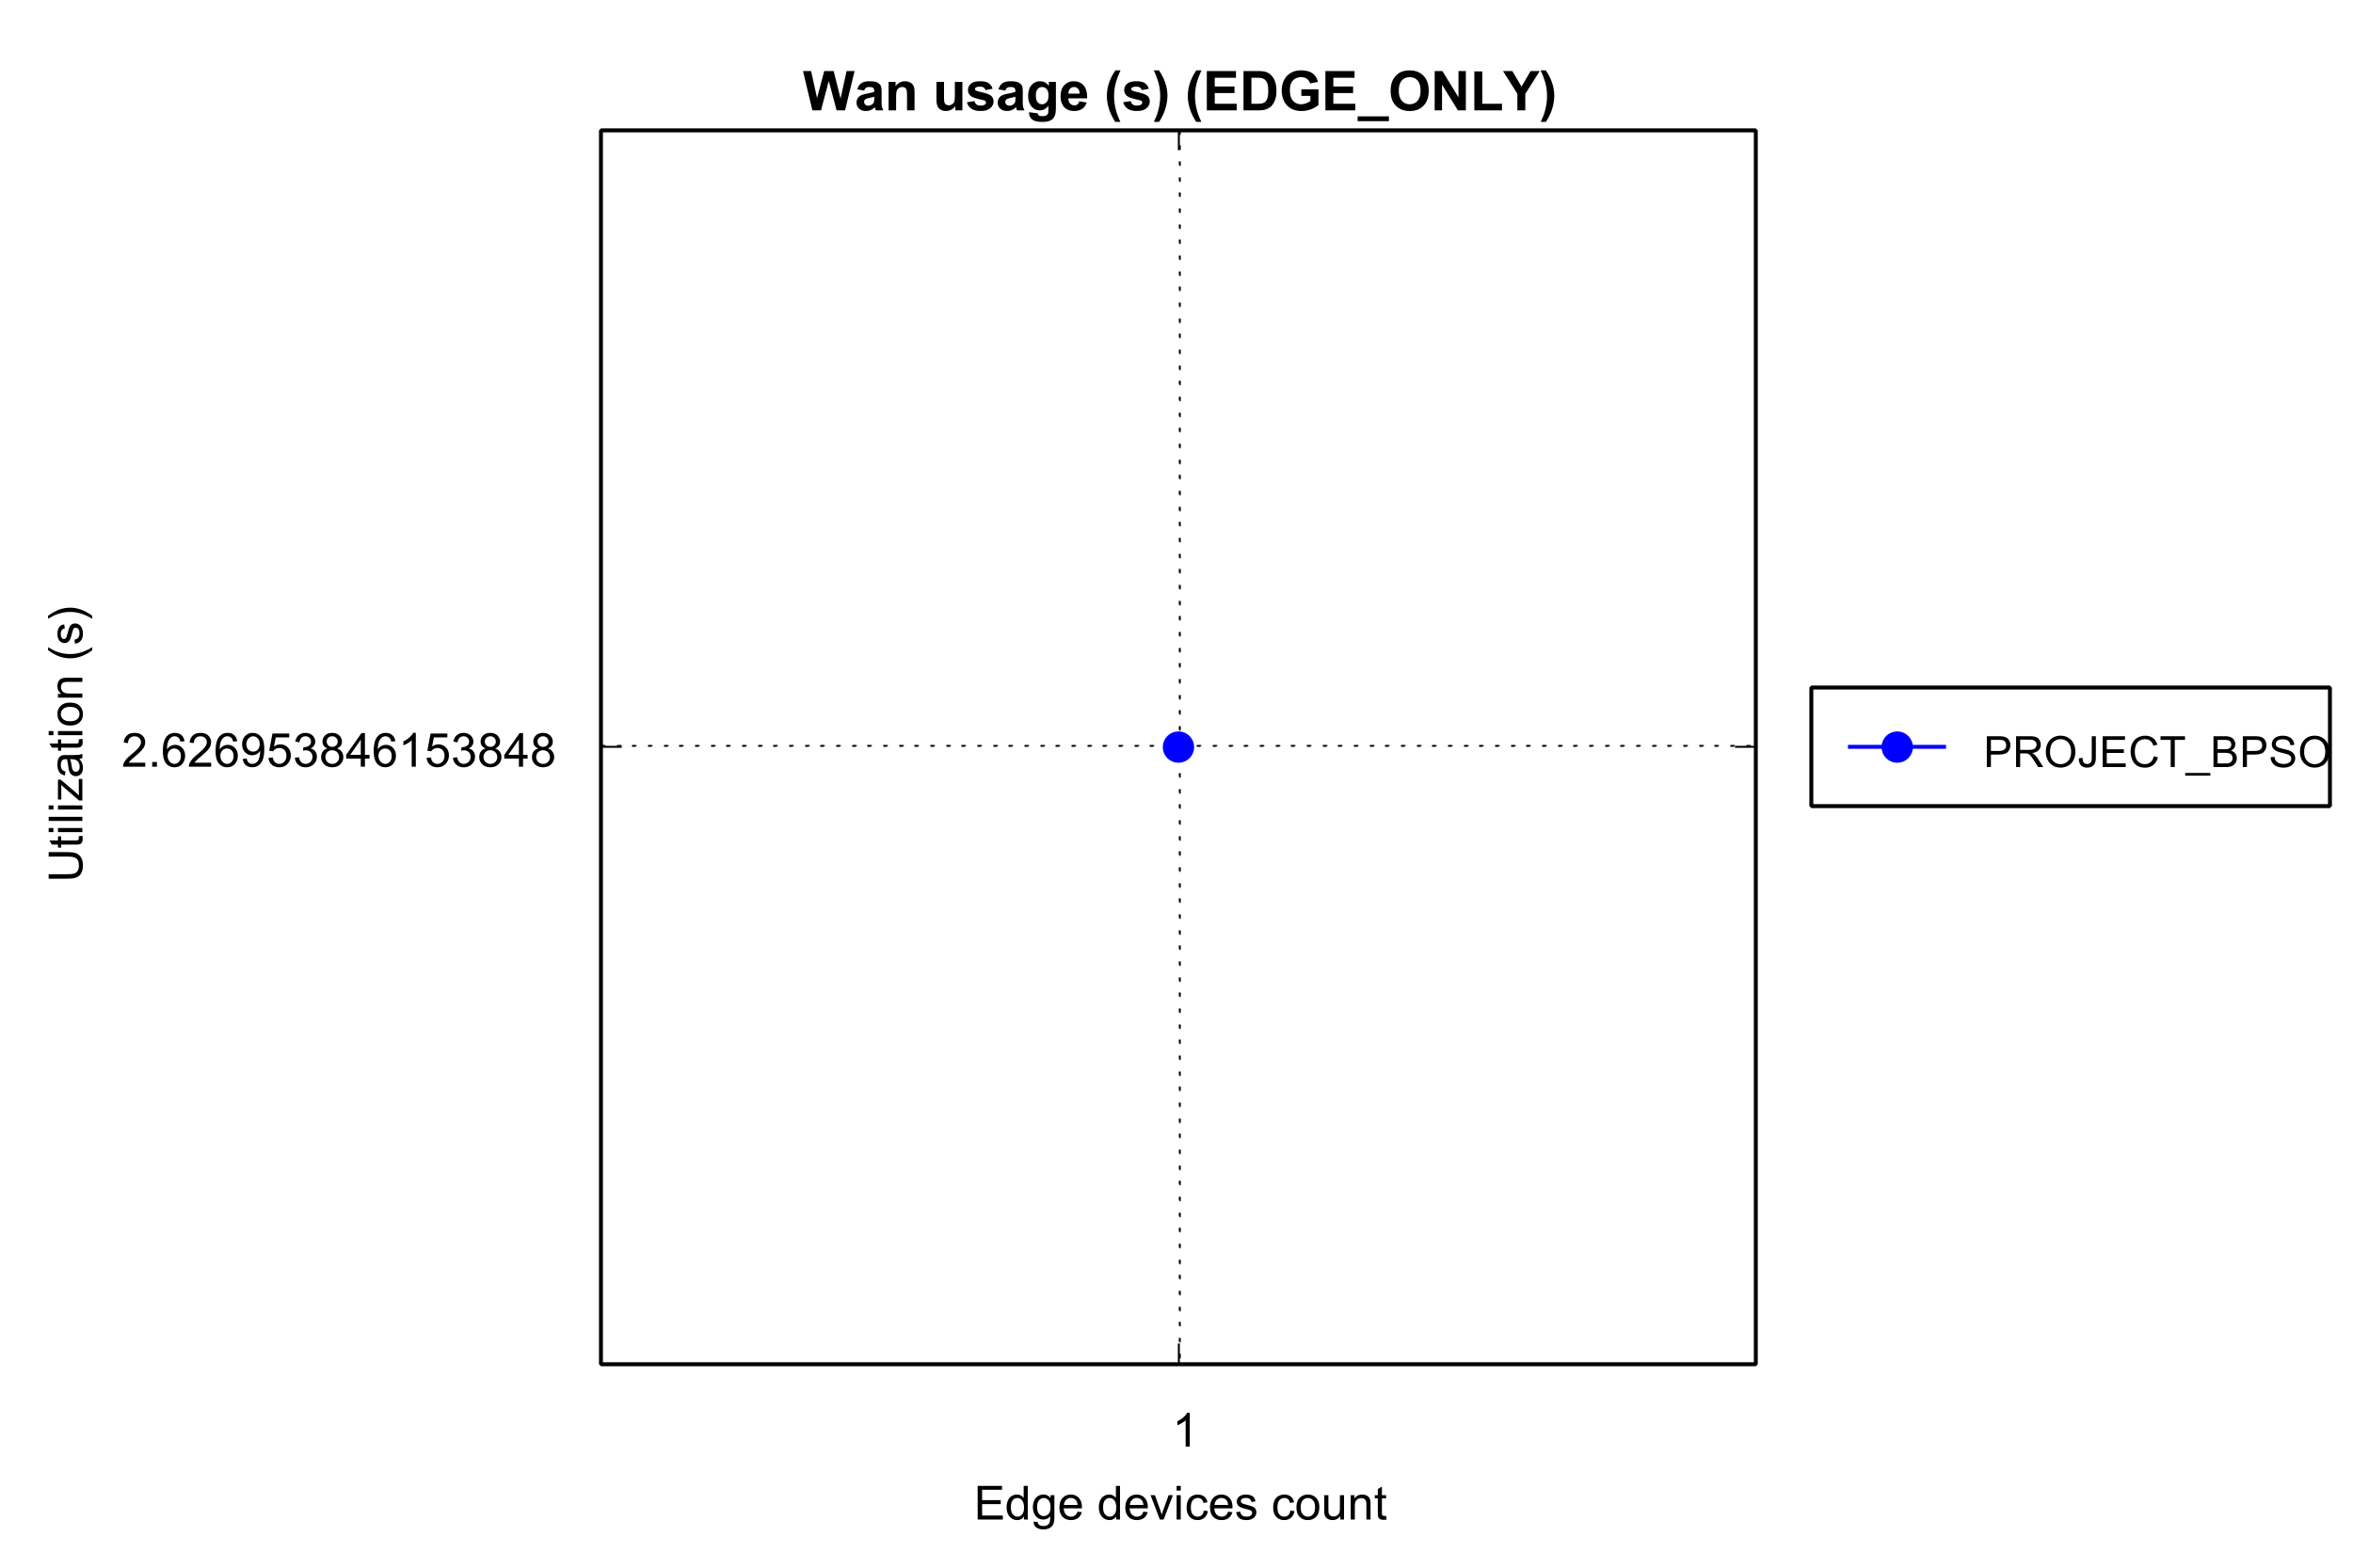 Wan usage (s) (EDGE_ONLY)
Utilization (s)
2.626953846153848
PROJECT_BPSO
1
Edge devices count